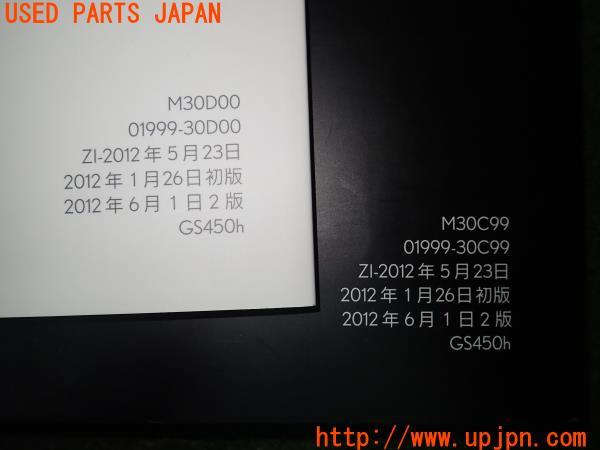 USED PARTS JAPAN
M30D00
01999-30D00
ZI-2012年5月23日
2012年1月26日初版
2012年6月1日2版
GS450h
M30C99
01999-30C99
ZI-2012年5月23日
2012年1月26日初版
2012年6月1日2版
GS450h
http://www.upjpn.com/